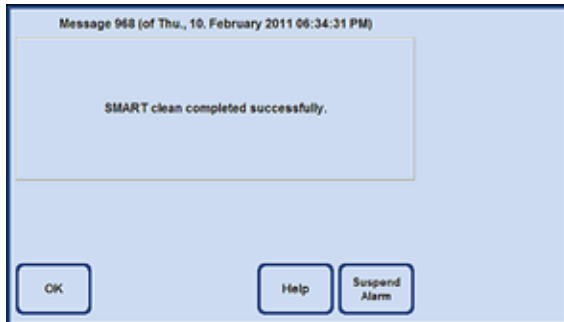 Message 968 (of Thu., 10. February 2011 06:34:31 PM)
SMART clean completed successfully.
OK
Help
Suspend
Alarm